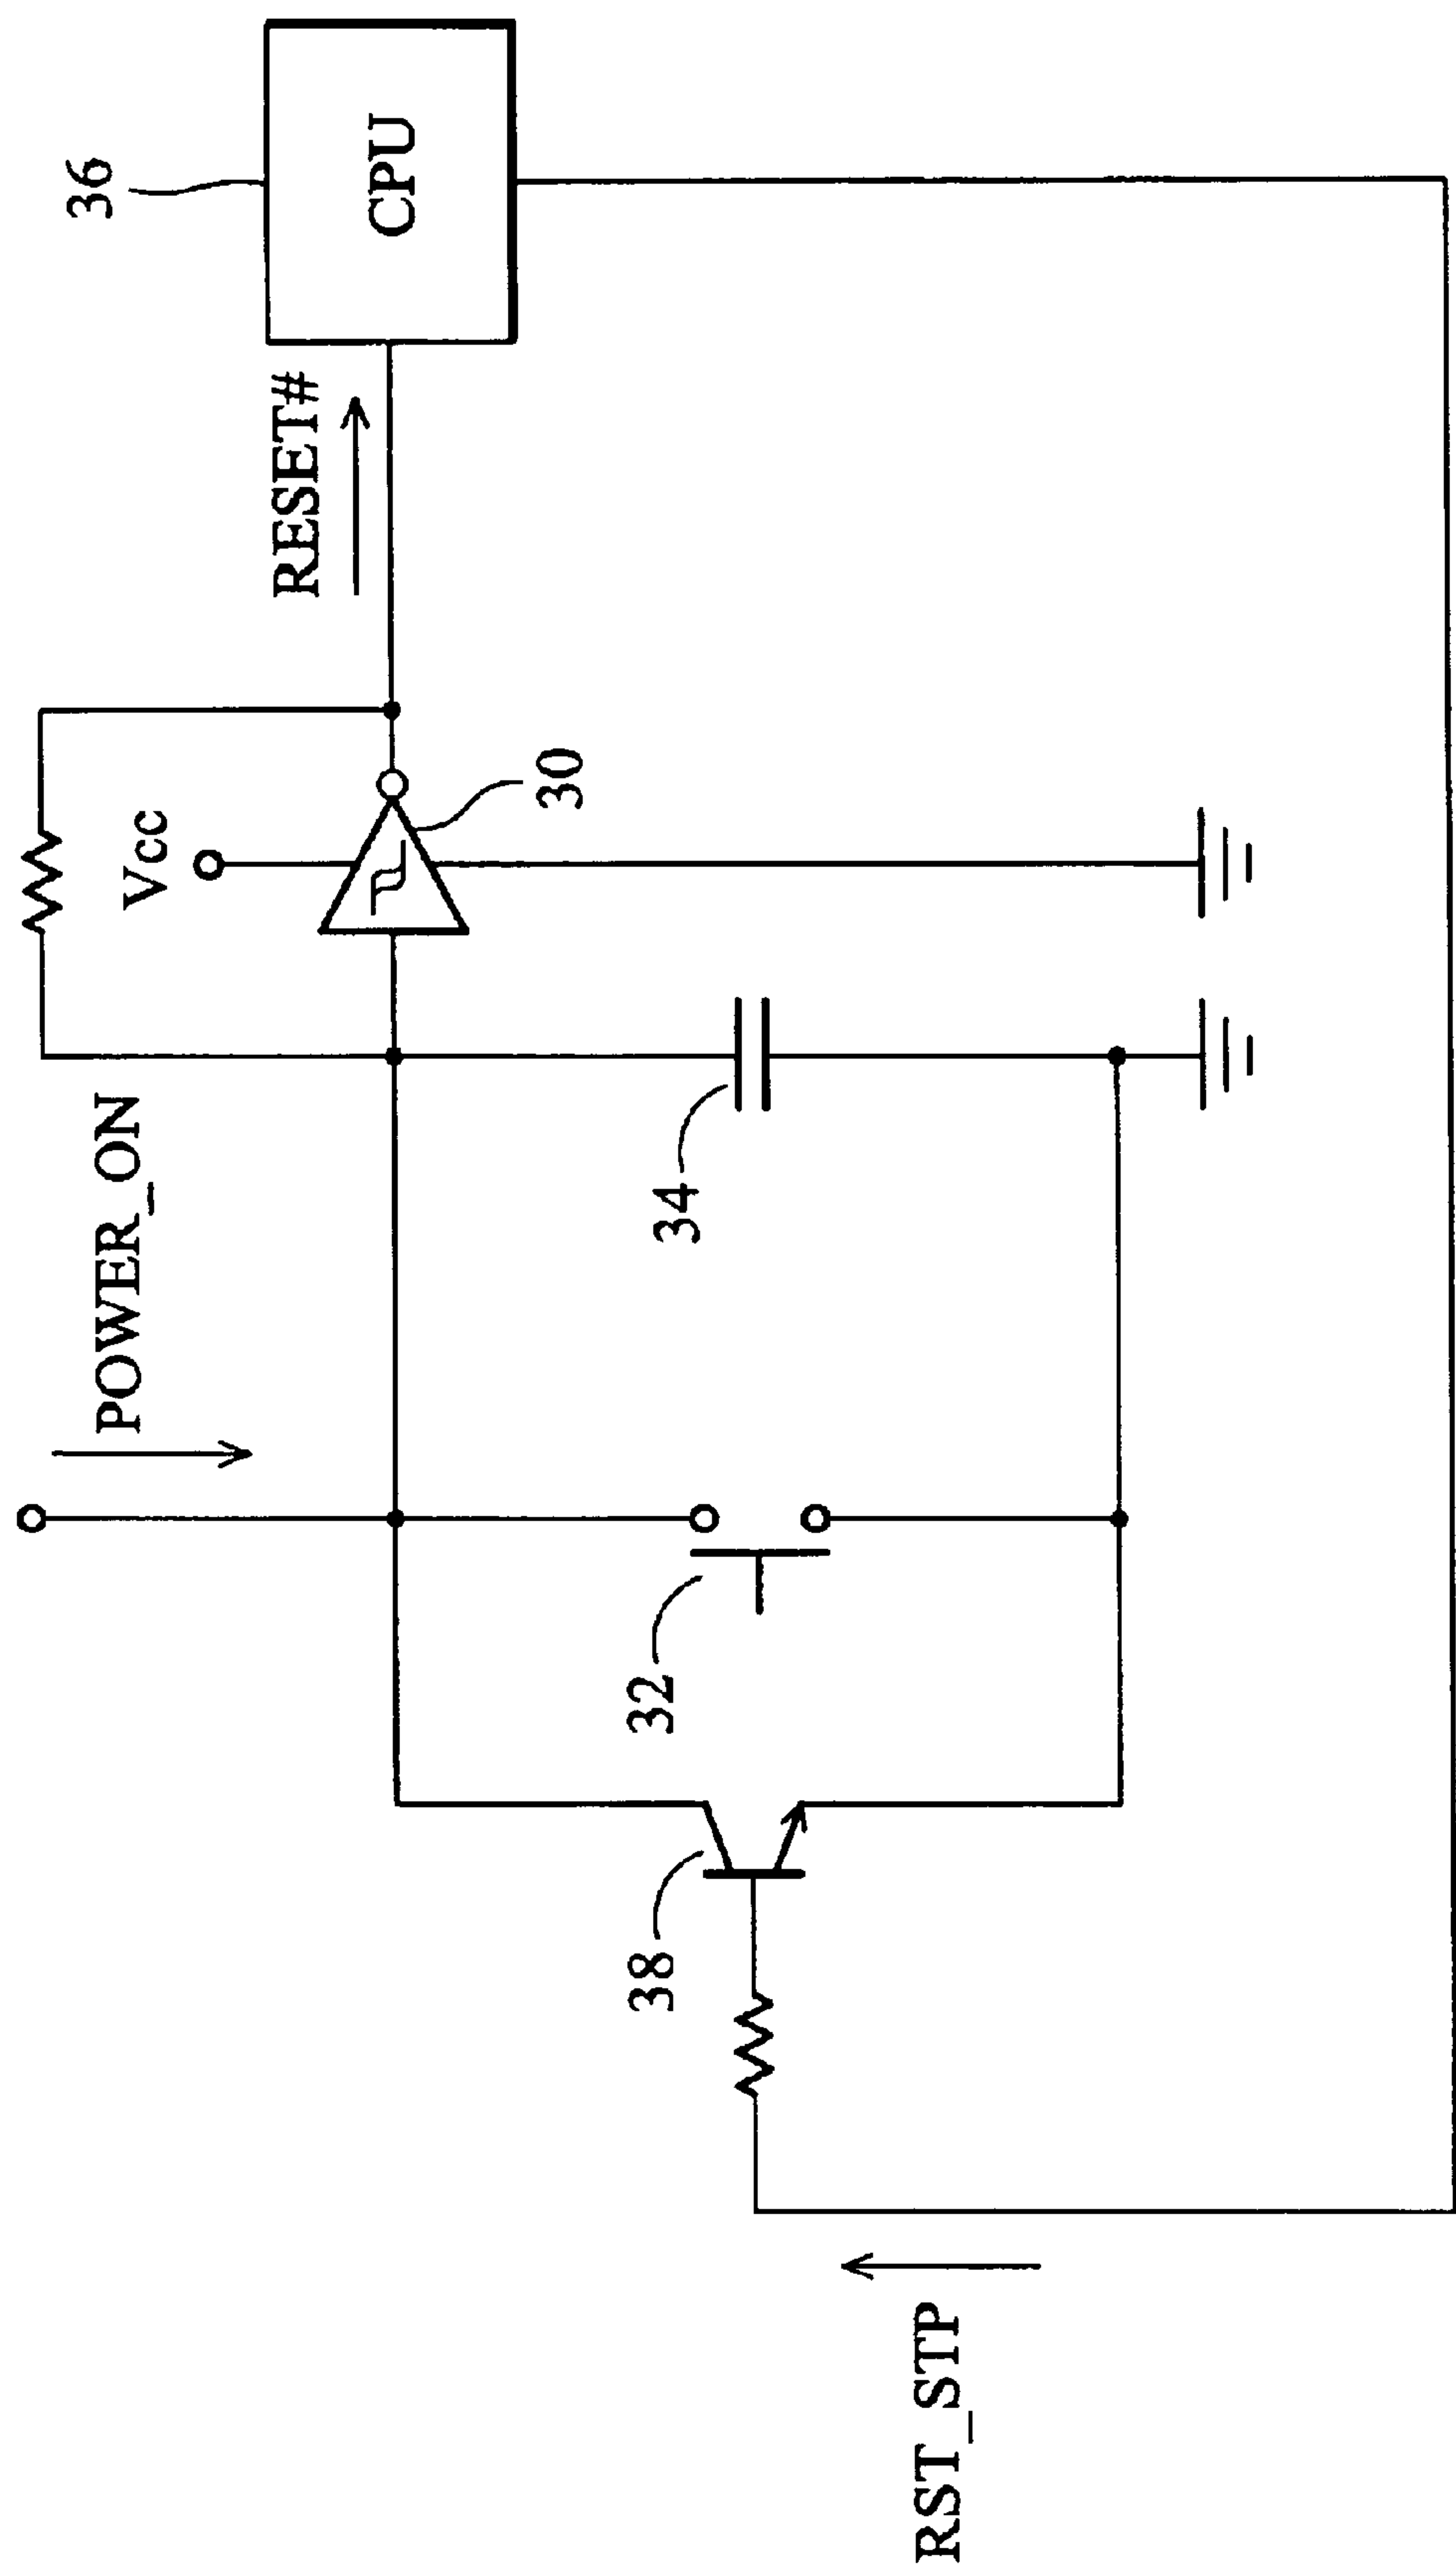 POWER_ON
Vcc
RESET#
36
CPU
30
34
32
38
RST_STP